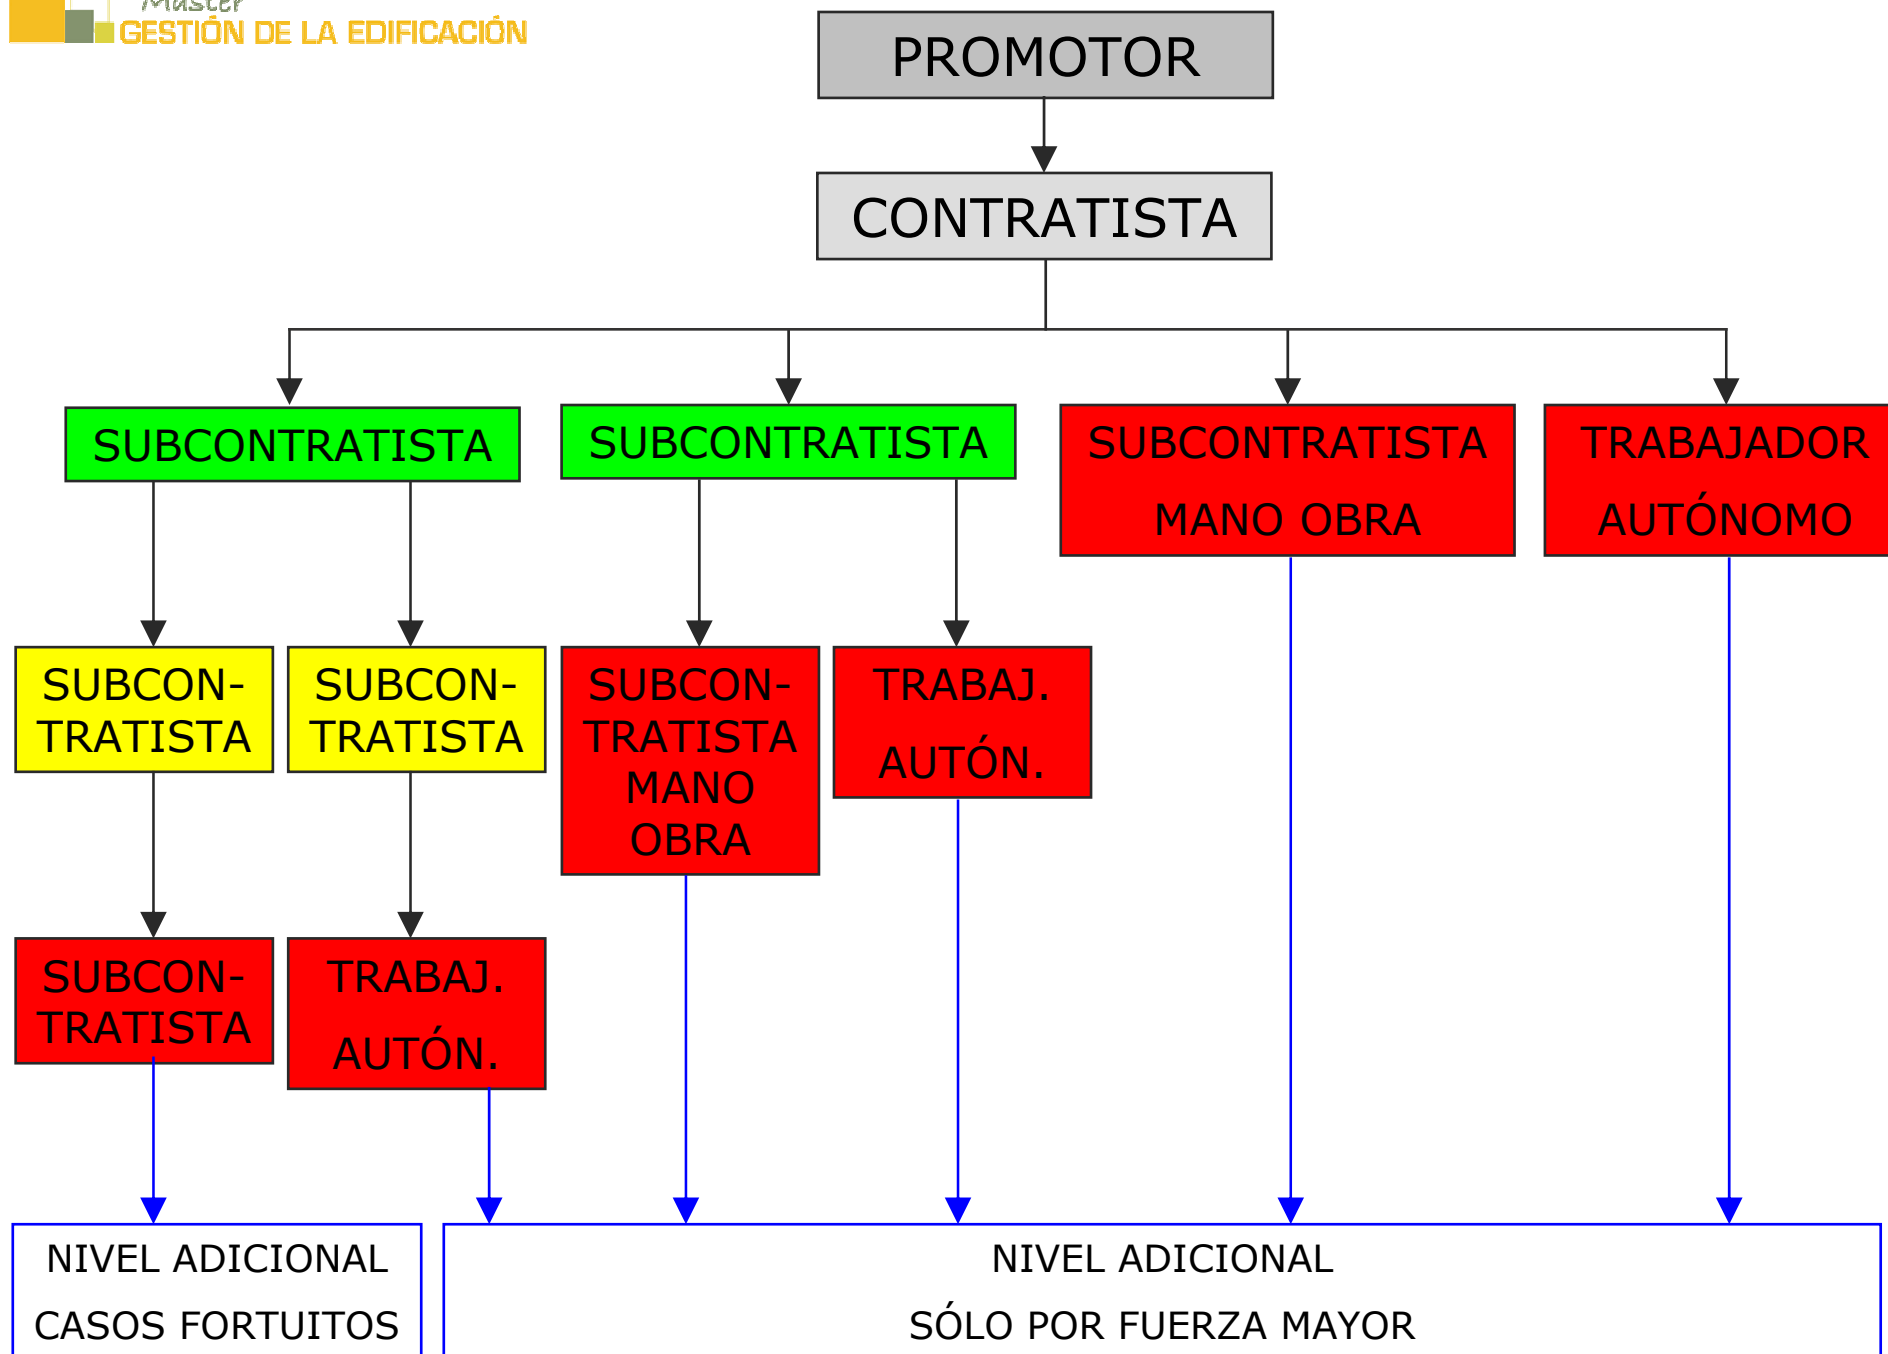 Máster
GESTIÓN DE LA EDIFICACIÓN
PROMOTOR
CONTRATISTA
SUBCONTRATISTA
SUBCONTRATISTA
SUBCONTRATISTA
MANO OBRA
TRABAJADOR
AUTÓNOMO
SUBCON-
TRATISTA
SUBCON-
TRATISTA
SUBCON-
TRATISTA
MANO
OBRA
TRABAJ.
AUTÓN.
SUBCON-
TRATISTA
TRABAJ.
AUTÓN.
NIVEL ADICIONAL
CASOS FORTUITOS
NIVEL ADICIONAL
SÓLO POR FUERZA MAYOR